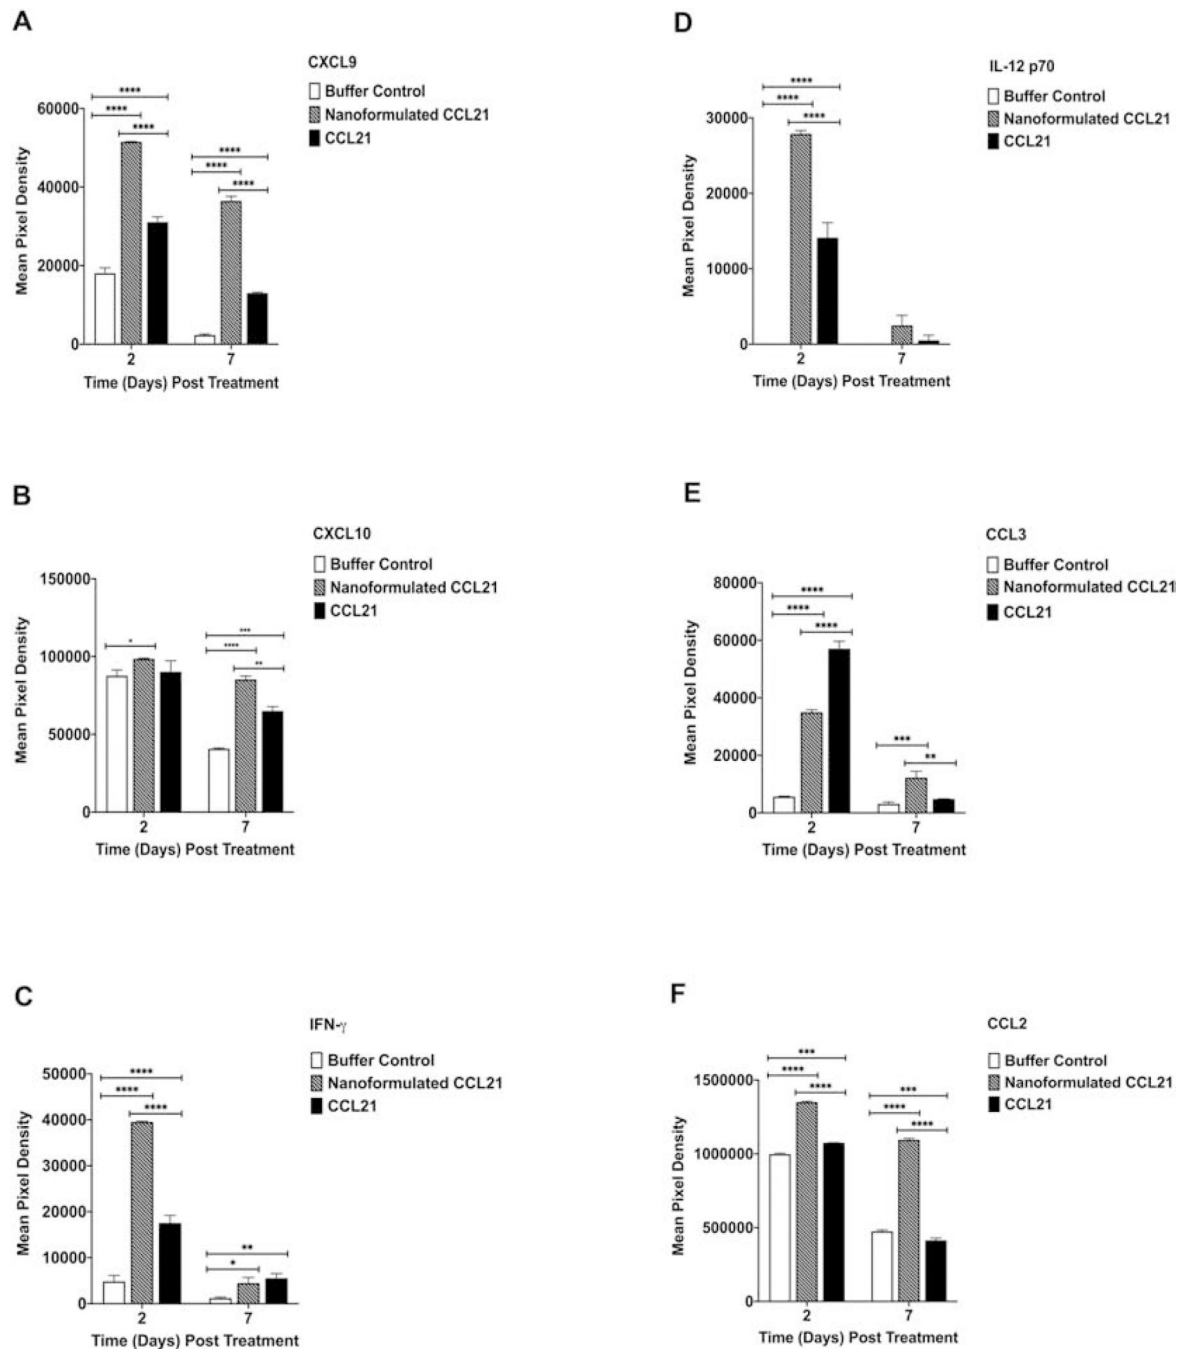 A
CXCL9
Buffer Control
Nanoformulated CCL21
CCL21
****
****
****
****
****
****
60000
40000
20000
0
Mean Pixel Density
2
7
Time (Days) Post Treatment
D
IL-12 p70
Buffer Control
Nanoformulated CCL21
CCL21
****
****
****
30000
20000
10000
0
Mean Pixel Density
2
7
Time (Days) Post Treatment
B
CXCL10
Buffer Control
Nanoformulated CCL21
CCL21
*
***
****
**
150000
100000
50000
0
Mean Pixel Density
2
7
Time (Days) Post Treatment
E
CCL3
Buffer Control
Nanoformulated CCL21
CCL21
****
****
****
***
**
80000
60000
40000
20000
0
Mean Pixel Density
2
7
Time (Days) Post Treatment
C
IFN-γ
Buffer Control
Nanoformulated CCL21
CCL21
****
****
****
**
*
50000
40000
30000
20000
10000
0
Mean Pixel Density
2
7
Time (Days) Post Treatment
F
CCL2
Buffer Control
Nanoformulated CCL21
CCL21
***
****
****
***
****
****
1500000
1000000
500000
0
Mean Pixel Density
2
7
Time (Days) Post Treatment